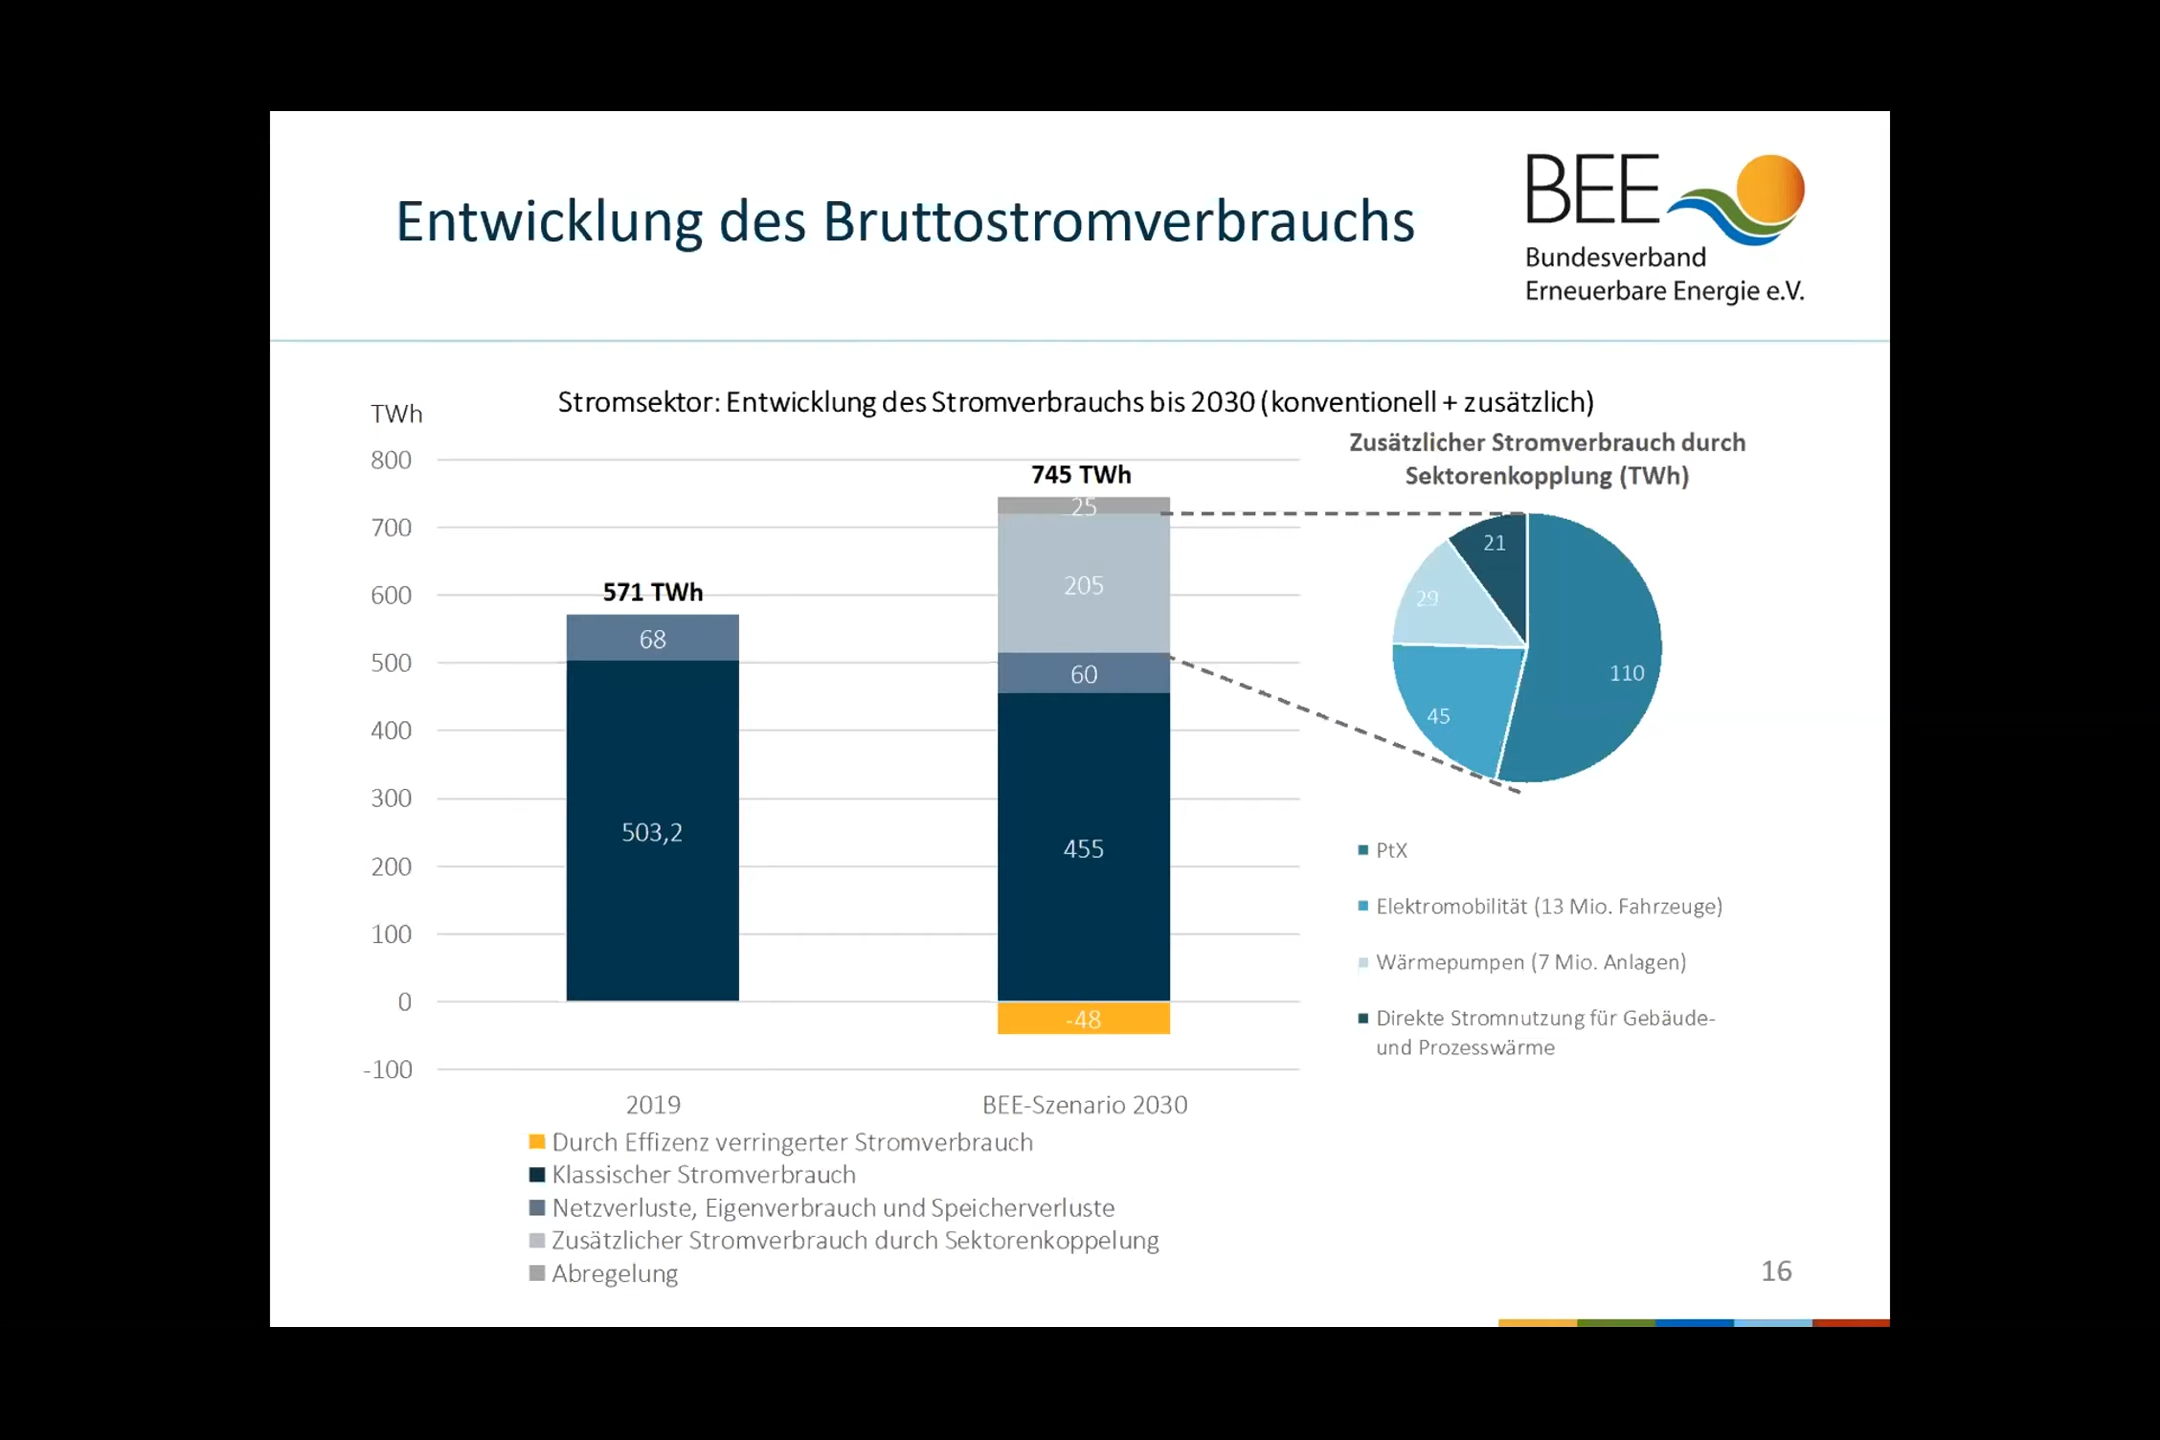 Entwicklung des Bruttostromverbrauchs
BEE
Bundesverband
Erneuerbare Energie e.V.
Stromsektor: Entwicklung des Stromverbrauchs bis 2030 (konventionell + zusätzlich)
TWh
800
700
600
500
400
300
200
100
0
-100
571 TWh
68
503,2
745 TWh
25
205
60
455
-48
2019
BEE-Szenario 2030
Durch Effizenz verringerter Stromverbrauch
Klassischer Stromverbrauch
Netzverluste, Eigenverbrauch und Speicherverluste
Zusätzlicher Stromverbrauch durch Sektorenkoppelung
Abregelung
Zusätzlicher Stromverbrauch durch
Sektorenkopplung (TWh)
21
29
45
110
PtX
Elektromobilität (13 Mio. Fahrzeuge)
Wärmepumpen (7 Mio. Anlagen)
Direkte Stromnutzung für Gebäude-
und Prozesswärme
16